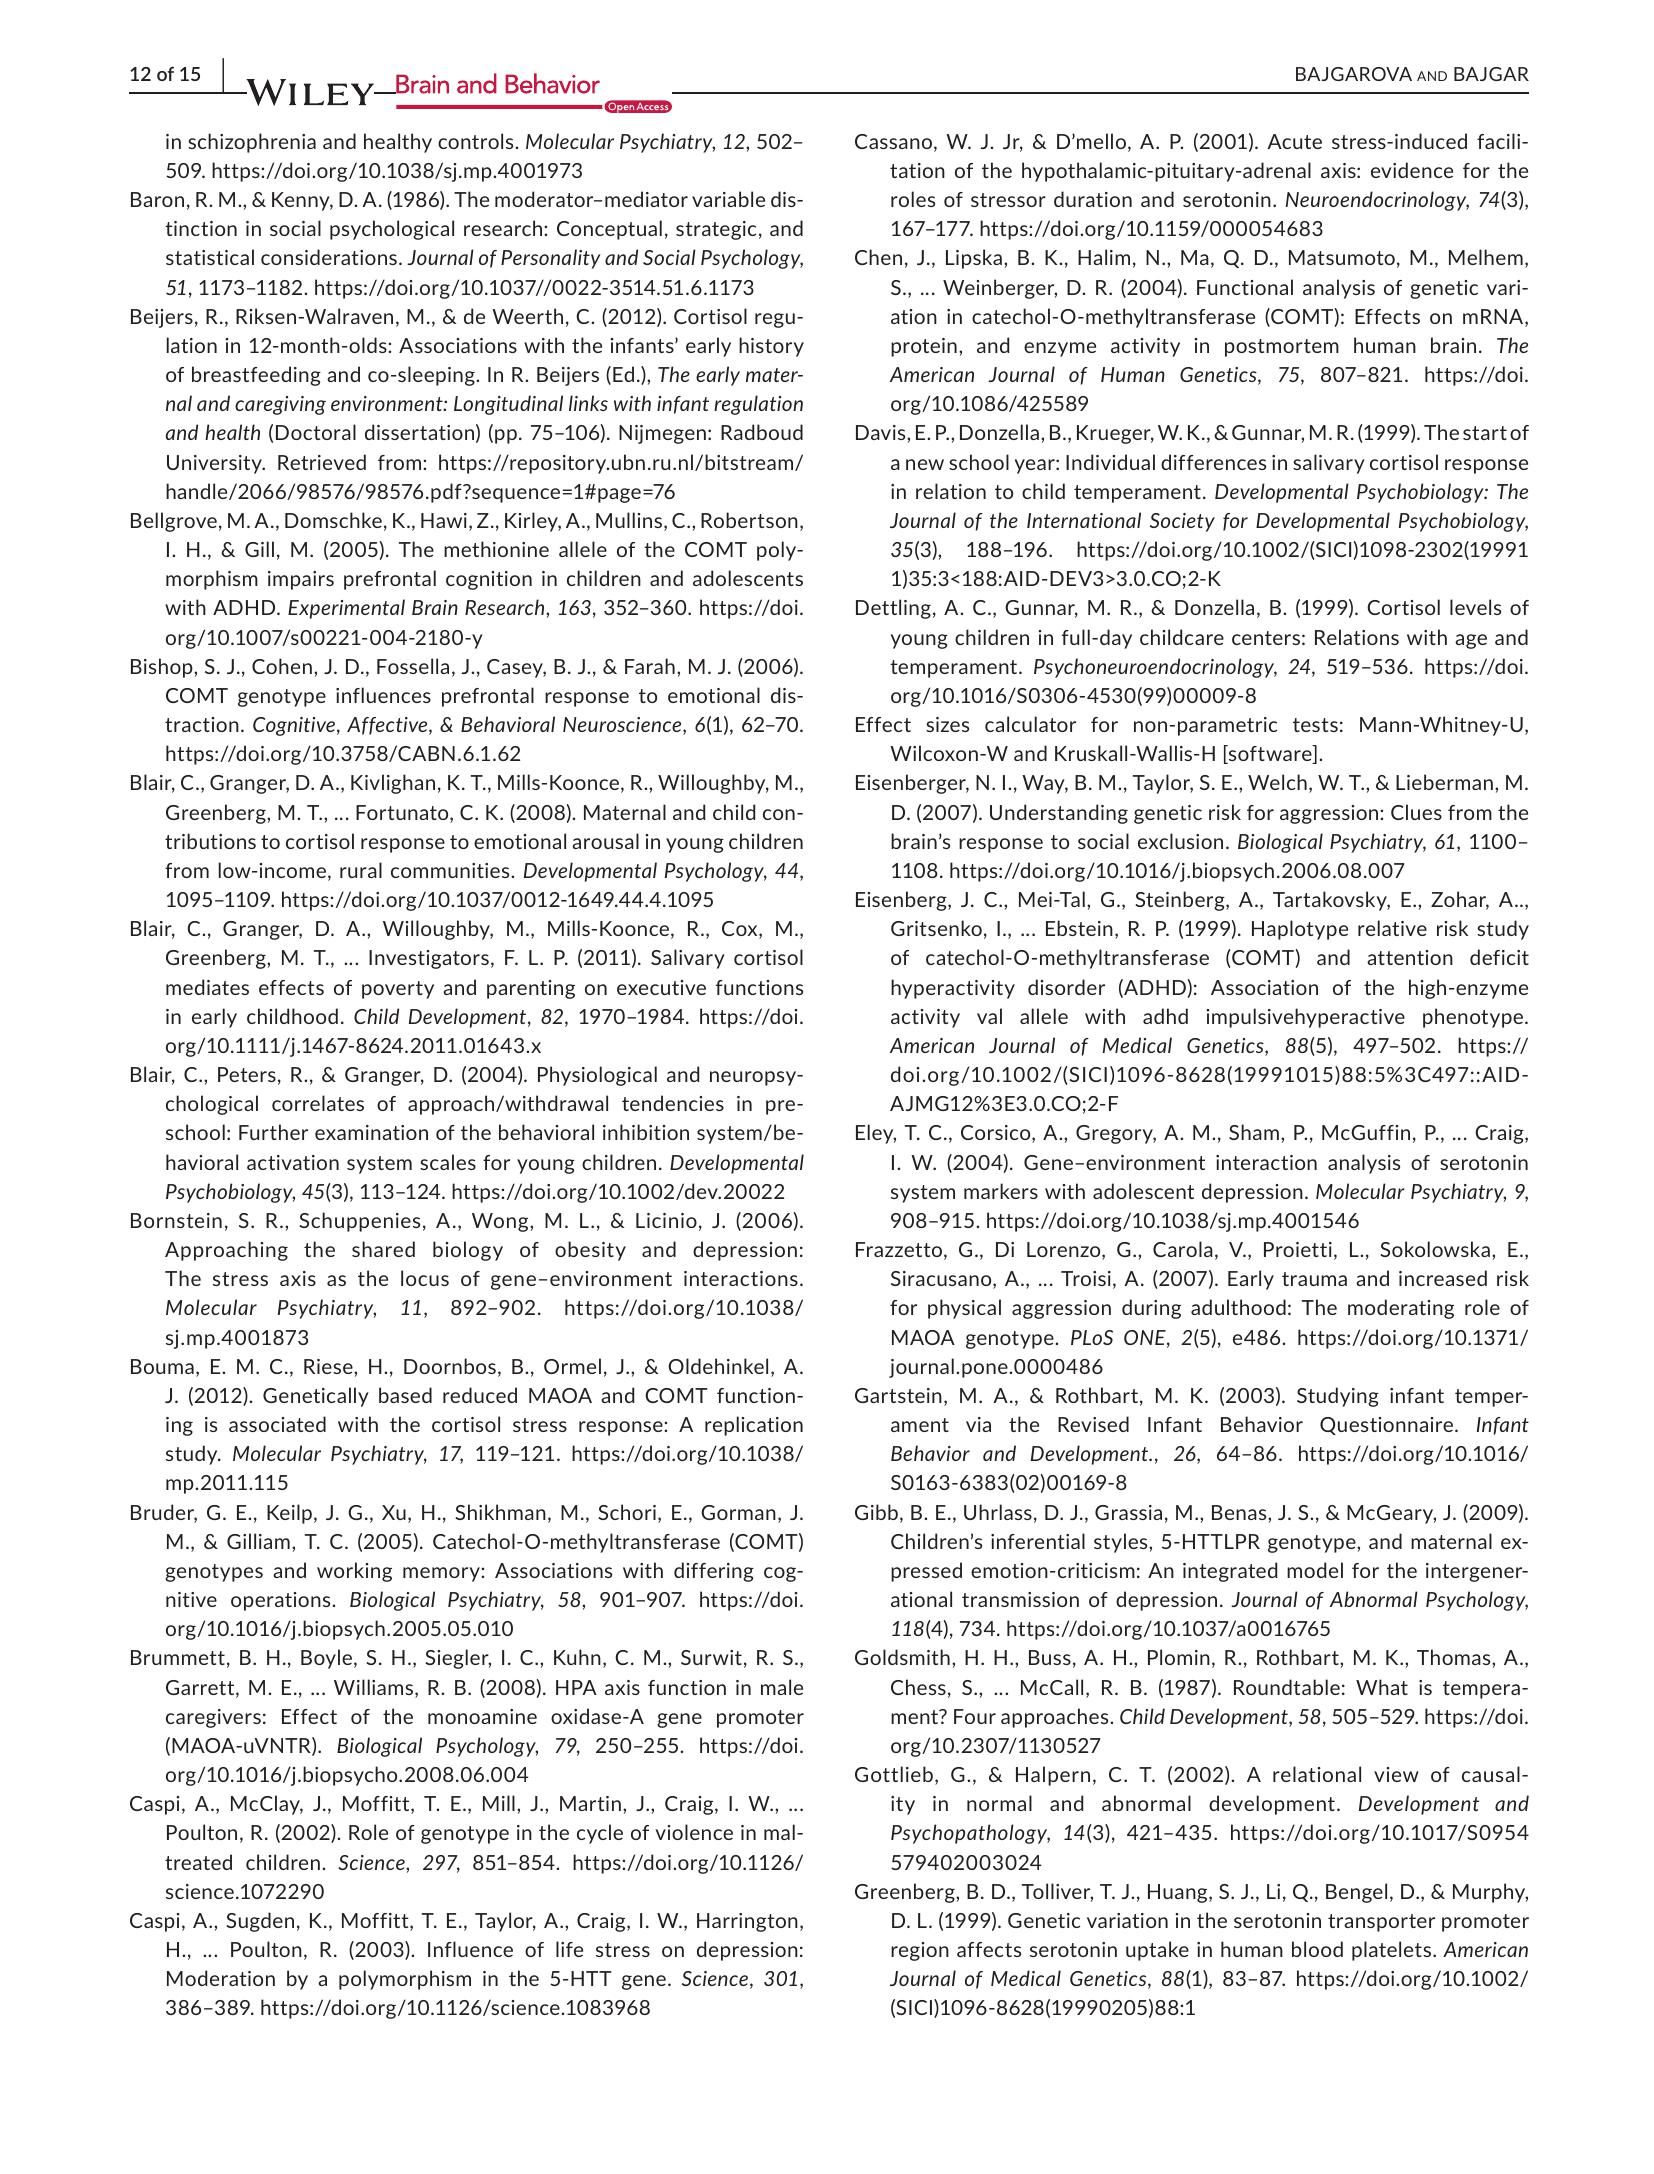 12 of 15
WILEY
Brain and Behavior
Open Access
BAJGAROVA AND BAJGAR
in schizophrenia and healthy controls. Molecular Psychiatry, 12, 502–
509. https://doi.org/10.1038/sj.mp.4001973
Baron, R. M., & Kenny, D. A. (1986). The moderator–mediator variable dis-
tinction in social psychological research: Conceptual, strategic, and
statistical considerations. Journal of Personality and Social Psychology,
51, 1173–1182. https://doi.org/10.1037//0022-3514.51.6.1173
Beijers, R., Riksen-Walraven, M., & de Weerth, C. (2012). Cortisol regu-
lation in 12-month-olds: Associations with the infants’ early history
of breastfeeding and co-sleeping. In R. Beijers (Ed.), The early mater-
nal and caregiving environment: Longitudinal links with infant regulation
and health (Doctoral dissertation) (pp. 75–106). Nijmegen: Radboud
University. Retrieved from: https://repository.ubn.ru.nl/bitstream/
handle/2066/98576/98576.pdf?sequence=1#page=76
Bellgrove, M. A., Domschke, K., Hawi, Z., Kirley, A., Mullins, C., Robertson,
I. H., & Gill, M. (2005). The methionine allele of the COMT poly-
morphism impairs prefrontal cognition in children and adolescents
with ADHD. Experimental Brain Research, 163, 352–360. https://doi.
org/10.1007/s00221-004-2180-y
Bishop, S. J., Cohen, J. D., Fossella, J., Casey, B. J., & Farah, M. J. (2006).
COMT genotype influences prefrontal response to emotional dis-
traction. Cognitive, Affective, & Behavioral Neuroscience, 6(1), 62–70.
https://doi.org/10.3758/CABN.6.1.62
Blair, C., Granger, D. A., Kivlighan, K. T., Mills-Koonce, R., Willoughby, M.,
Greenberg, M. T., ... Fortunato, C. K. (2008). Maternal and child con-
tributions to cortisol response to emotional arousal in young children
from low-income, rural communities. Developmental Psychology, 44,
1095–1109. https://doi.org/10.1037/0012-1649.44.4.1095
Blair, C., Granger, D. A., Willoughby, M., Mills-Koonce, R., Cox, M.,
Greenberg, M. T., ... Investigators, F. L. P. (2011). Salivary cortisol
mediates effects of poverty and parenting on executive functions
in early childhood. Child Development, 82, 1970–1984. https://doi.
org/10.1111/j.1467-8624.2011.01643.x
Blair, C., Peters, R., & Granger, D. (2004). Physiological and neuropsy-
chological correlates of approach/withdrawal tendencies in pre-
school: Further examination of the behavioral inhibition system/be-
havioral activation system scales for young children. Developmental
Psychobiology, 45(3), 113–124. https://doi.org/10.1002/dev.20022
Bornstein, S. R., Schuppenies, A., Wong, M. L., & Licinio, J. (2006).
Approaching the shared biology of obesity and depression:
The stress axis as the locus of gene–environment interactions.
Molecular Psychiatry, 11, 892–902. https://doi.org/10.1038/
sj.mp.4001873
Bouma, E. M. C., Riese, H., Doornbos, B., Ormel, J., & Oldehinkel, A.
J. (2012). Genetically based reduced MAOA and COMT function-
ing is associated with the cortisol stress response: A replication
study. Molecular Psychiatry, 17, 119–121. https://doi.org/10.1038/
mp.2011.115
Bruder, G. E., Keilp, J. G., Xu, H., Shikhman, M., Schori, E., Gorman, J.
M., & Gilliam, T. C. (2005). Catechol-O-methyltransferase (COMT)
genotypes and working memory: Associations with differing cog-
nitive operations. Biological Psychiatry, 58, 901–907. https://doi.
org/10.1016/j.biopsych.2005.05.010
Brummett, B. H., Boyle, S. H., Siegler, I. C., Kuhn, C. M., Surwit, R. S.,
Garrett, M. E., ... Williams, R. B. (2008). HPA axis function in male
caregivers: Effect of the monoamine oxidase-A gene promoter
(MAOA-uVNTR). Biological Psychology, 79, 250–255. https://doi.
org/10.1016/j.biopsycho.2008.06.004
Caspi, A., McClay, J., Moffitt, T. E., Mill, J., Martin, J., Craig, I. W., ...
Poulton, R. (2002). Role of genotype in the cycle of violence in mal-
treated children. Science, 297, 851–854. https://doi.org/10.1126/
science.1072290
Caspi, A., Sugden, K., Moffitt, T. E., Taylor, A., Craig, I. W., Harrington,
H., ... Poulton, R. (2003). Influence of life stress on depression:
Moderation by a polymorphism in the 5-HTT gene. Science, 301,
386–389. https://doi.org/10.1126/science.1083968
Cassano, W. J. Jr, & D’mello, A. P. (2001). Acute stress-induced facili-
tation of the hypothalamic-pituitary-adrenal axis: evidence for the
roles of stressor duration and serotonin. Neuroendocrinology, 74(3),
167–177. https://doi.org/10.1159/000054683
Chen, J., Lipska, B. K., Halim, N., Ma, Q. D., Matsumoto, M., Melhem,
S., ... Weinberger, D. R. (2004). Functional analysis of genetic vari-
ation in catechol-O-methyltransferase (COMT): Effects on mRNA,
protein, and enzyme activity in postmortem human brain. The
American Journal of Human Genetics, 75, 807–821. https://doi.
org/10.1086/425589
Davis, E. P., Donzella, B., Krueger, W. K., & Gunnar, M. R. (1999). The start of
a new school year: Individual differences in salivary cortisol response
in relation to child temperament. Developmental Psychobiology: The
Journal of the International Society for Developmental Psychobiology,
35(3), 188–196. https://doi.org/10.1002/(SICI)1098-2302(19991
1)35:3<188:AID-DEV3>3.0.CO;2-K
Dettling, A. C., Gunnar, M. R., & Donzella, B. (1999). Cortisol levels of
young children in full-day childcare centers: Relations with age and
temperament. Psychoneuroendocrinology, 24, 519–536. https://doi.
org/10.1016/S0306-4530(99)00009-8
Effect sizes calculator for non-parametric tests: Mann-Whitney-U,
Wilcoxon-W and Kruskall-Wallis-H [software].
Eisenberger, N. I., Way, B. M., Taylor, S. E., Welch, W. T., & Lieberman, M.
D. (2007). Understanding genetic risk for aggression: Clues from the
brain’s response to social exclusion. Biological Psychiatry, 61, 1100–
1108. https://doi.org/10.1016/j.biopsych.2006.08.007
Eisenberg, J. C., Mei-Tal, G., Steinberg, A., Tartakovsky, E., Zohar, A..,
Gritsenko, I., ... Ebstein, R. P. (1999). Haplotype relative risk study
of catechol-O-methyltransferase (COMT) and attention deficit
hyperactivity disorder (ADHD): Association of the high-enzyme
activity val allele with adhd impulsivehyperactive phenotype.
American Journal of Medical Genetics, 88(5), 497–502. https://
doi.org/10.1002/(SICI)1096-8628(19991015)88:5%3C497::AID-
AJMG12%3E3.0.CO;2-F
Eley, T. C., Corsico, A., Gregory, A. M., Sham, P., McGuffin, P., ... Craig,
I. W. (2004). Gene–environment interaction analysis of serotonin
system markers with adolescent depression. Molecular Psychiatry, 9,
908–915. https://doi.org/10.1038/sj.mp.4001546
Frazzetto, G., Di Lorenzo, G., Carola, V., Proietti, L., Sokolowska, E.,
Siracusano, A., ... Troisi, A. (2007). Early trauma and increased risk
for physical aggression during adulthood: The moderating role of
MAOA genotype. PLoS ONE, 2(5), e486. https://doi.org/10.1371/
journal.pone.0000486
Gartstein, M. A., & Rothbart, M. K. (2003). Studying infant temper-
ament via the Revised Infant Behavior Questionnaire. Infant
Behavior and Development., 26, 64–86. https://doi.org/10.1016/
S0163-6383(02)00169-8
Gibb, B. E., Uhrlass, D. J., Grassia, M., Benas, J. S., & McGeary, J. (2009).
Children’s inferential styles, 5-HTTLPR genotype, and maternal ex-
pressed emotion-criticism: An integrated model for the intergener-
ational transmission of depression. Journal of Abnormal Psychology,
118(4), 734. https://doi.org/10.1037/a0016765
Goldsmith, H. H., Buss, A. H., Plomin, R., Rothbart, M. K., Thomas, A.,
Chess, S., ... McCall, R. B. (1987). Roundtable: What is tempera-
ment? Four approaches. Child Development, 58, 505–529. https://doi.
org/10.2307/1130527
Gottlieb, G., & Halpern, C. T. (2002). A relational view of causal-
ity in normal and abnormal development. Development and
Psychopathology, 14(3), 421–435. https://doi.org/10.1017/S0954
579402003024
Greenberg, B. D., Tolliver, T. J., Huang, S. J., Li, Q., Bengel, D., & Murphy,
D. L. (1999). Genetic variation in the serotonin transporter promoter
region affects serotonin uptake in human blood platelets. American
Journal of Medical Genetics, 88(1), 83–87. https://doi.org/10.1002/
(SICI)1096-8628(19990205)88:1